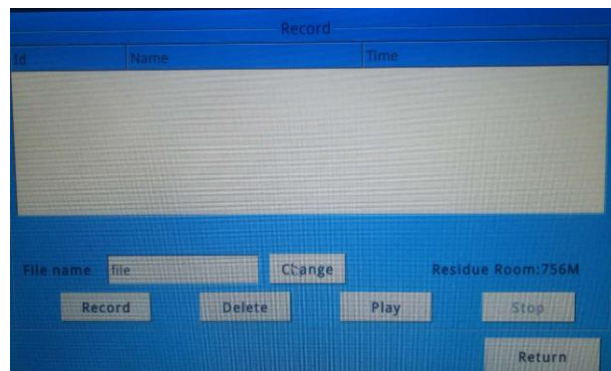 Record
Id Name Time
File name file Change Residue Room:756M
Record Delete Play Stop
Return